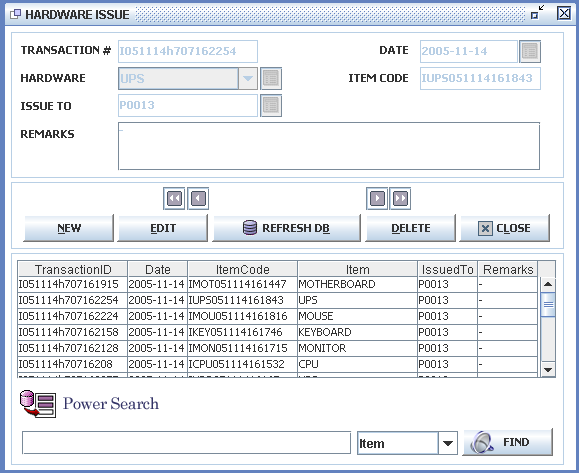 HARDWARE ISSUE
TRANSACTION # I051114h707162254 DATE 2005-11-14
HARDWARE UPS ITEM CODE IUPS051114161843
ISSUE TO P0013
REMARKS -
NEW EDIT REFRESH DB DELETE CLOSE
TransactionID Date ItemCode Item IssuedTo Remarks
I051114h707161915 2005-11-14 IMOT051114161447 MOTHERBOARD P0013 -
I051114h707162254 2005-11-14 IUPS051114161843 UPS P0013 -
I051114h707162224 2005-11-14 IMOU051114161816 MOUSE P0013 -
I051114h707162158 2005-11-14 IKEY051114161746 KEYBOARD P0013 -
I051114h707162128 2005-11-14 IMON051114161715 MONITOR P0013 -
I051114h70716208 2005-11-14 ICPU051114161532 CPU P0013 -
Power Search
Item FIND